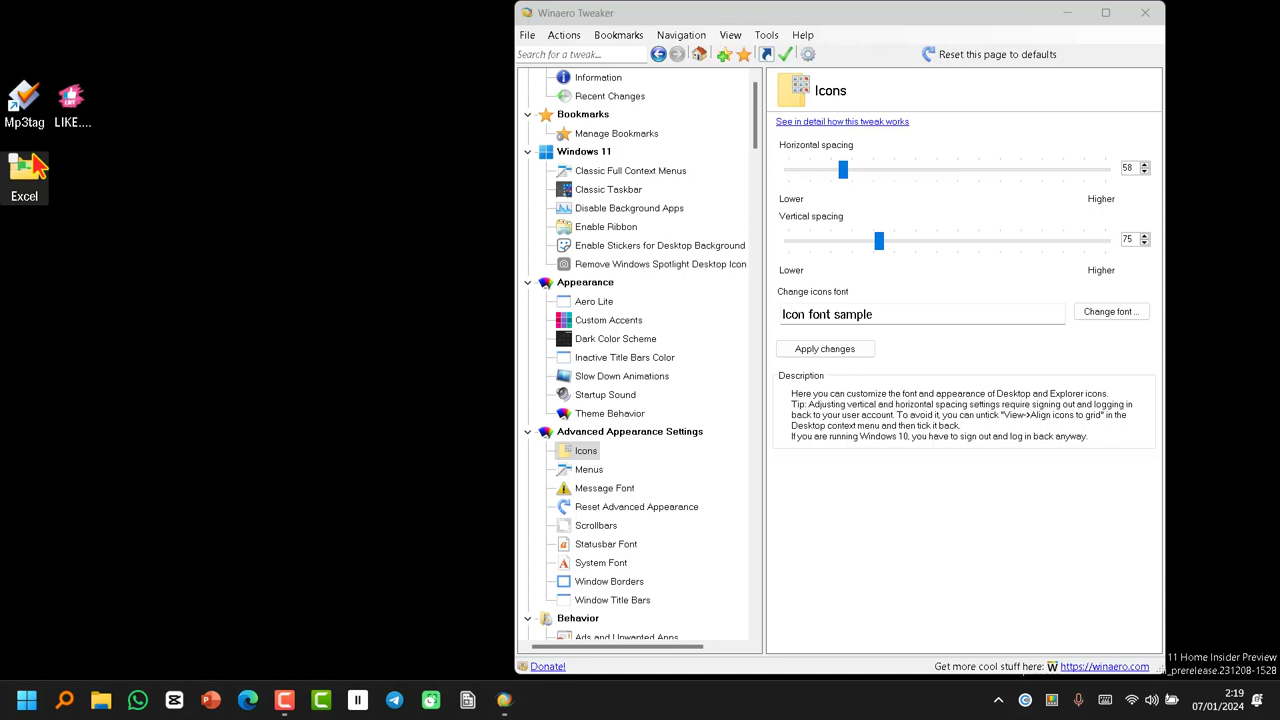 Winaero Tweaker
File Actions Bookmarks Navigation View Tools Help
Search for a tweak...
Reset this page to defaults
Mp3tag
LIKE....
Excel
Information
Recent Changes
Bookmarks
Manage Bookmarks
Windows 11
Classic Full Context Menus
Classic Taskbar
Disable Background Apps
Enable Ribbon
Enable Stickers for Desktop Background
Remove Windows Spotlight Desktop Icon
Appearance
Aero Lite
Custom Accents
Dark Color Scheme
Inactive Title Bars Color
Slow Down Animations
Startup Sound
Theme Behavior
Advanced Appearance Settings
Icons
Menus
Message Font
Reset Advanced Appearance
Scrollbars
Statusbar Font
System Font
Window Borders
Window Title Bars
Behavior
Ads and Unwanted Apps
Icons
See in detail how this tweak works
Horizontal spacing
58
Lower Higher
Vertical spacing
75
Lower Higher
Change icons font
Icon font sample
Change font ...
Apply changes
Description
Here you can customize the font and appearance of Desktop and Explorer icons.
Tip: Adjusting vertical and horizontal spacing settings require signing out and logging in
back to your user account. To avoid it, you can untick "View->Align icons to grid" in the
Desktop context menu and then tick it back.
If you are running Windows 10, you have to sign out and log in back anyway.
Donate!
Get more cool stuff here: W https://winaero.com
11 Home Insider Preview
i_prerelease.231208-1528
2:19
07/01/2024